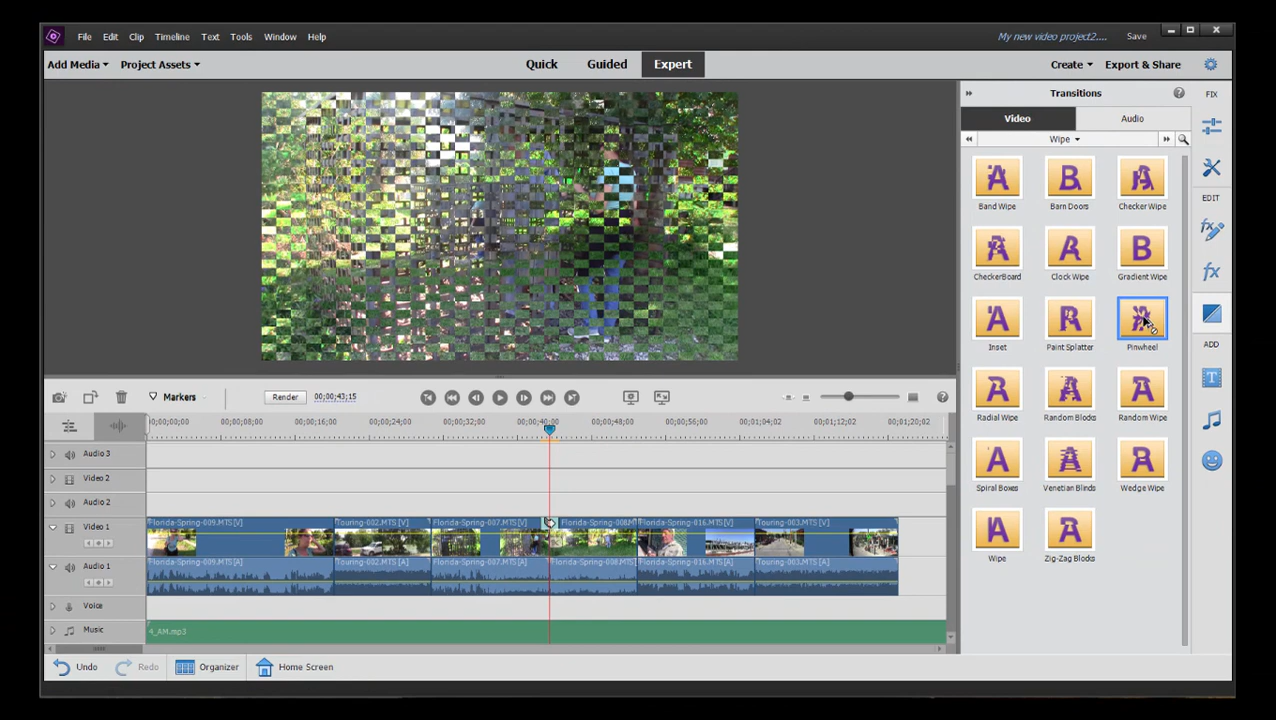 File Edit Clip Timeline Text Tools Window Help
My new video project2.... Save
Add Media Project Assets
Quick Guided Expert
Create Export & Share
Transitions
Video Audio
Wipe
Band Wipe Barn Doors Checker Wipe
CheckerBoard Clock Wipe Gradient Wipe
Inset Paint Splatter Pinwheel
Radial Wipe Random Blocks Random Wipe
Spiral Boxes Venetian Blinds Wedge Wipe
Wipe Zig-Zag Blocks
FIX
EDIT
ADD
Markers Render 00;00;43;15
00;00;00;00 00;00;08;00 00;00;16;00 00;00;24;00 00;00;32;00 00;00;40;00 00;00;48;00 00;00;56;00 00;01;04;02 00;01;12;02 00;01;20;02
Audio 3
Video 2
Audio 2
Video 1
Florida-Spring-009.MTS [V] Touring-002.MTS [V] Florida-Spring-007.MTS [V] Florida-Spring-008.M Florida-Spring-016.MTS [V] Touring-003.MTS [V]
Audio 1
Florida-Spring-009.MTS [A] Touring-002.MTS [A] Florida-Spring-007.MTS [A] Florida-Spring-008.MTS Florida-Spring-016.MTS [A] Touring-003.MTS [A]
Voice
Music
4_AM.mp3
Undo Redo Organizer Home Screen